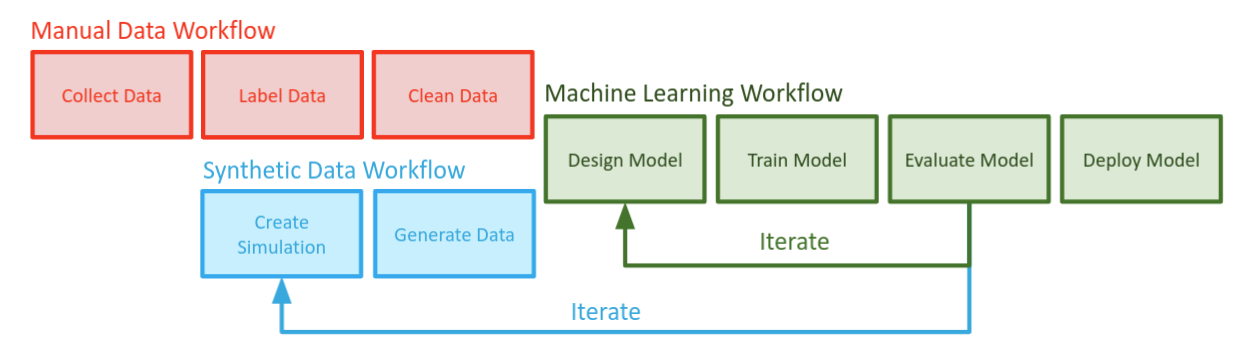 Manual Data Workflow
Collect Data
Label Data
Clean Data
Machine Learning Workflow
Design Model
Train Model
Evaluate Model
Deploy Model
Synthetic Data Workflow
Create
Simulation
Generate Data
Iterate
Iterate